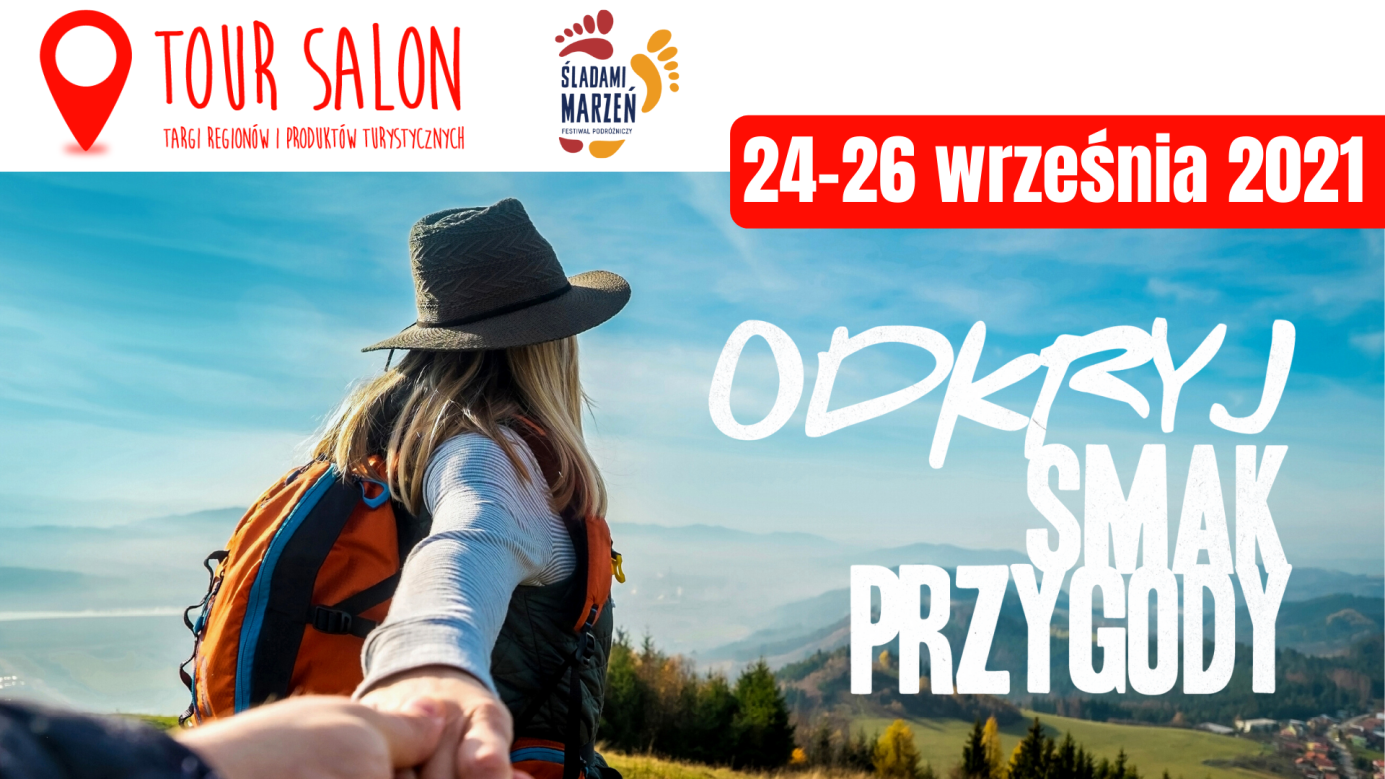 TOUR SALON
TARGI REGIONÓW I PRODUKTÓW TURYSTYCZNYCH
ŚLADAMI
MARZEŃ
FESTIWAL PODRÓŻNICZY
24-26 września 2021
ODKRYJ
SMAK
PRZYGODY